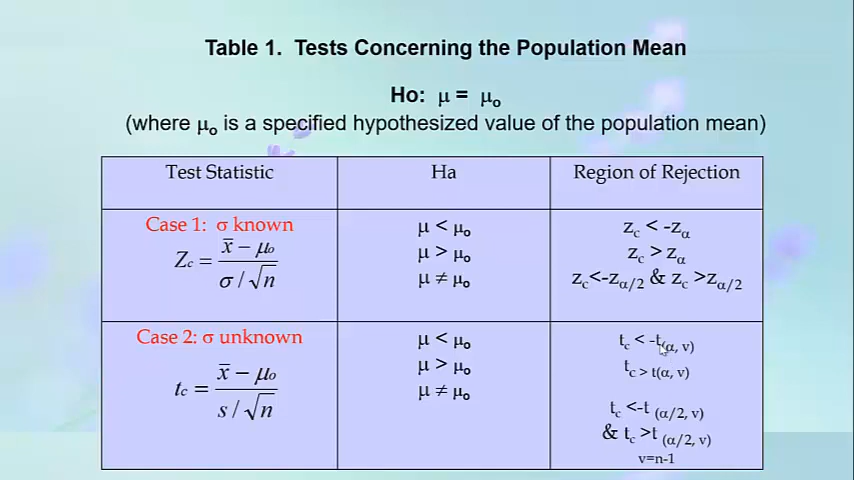 Table 1. Tests Concerning the Population Mean
Ho: μ = μo
(where μo is a specified hypothesized value of the population mean)
Test Statistic Ha Region of Rejection
Case 1: σ known
Zc = (x̄ − μo) / (σ / √n)
μ < μo
μ > μo
μ ≠ μo
zc < -zα
zc > zα
zc<-zα/2 & zc >zα/2
Case 2: σ unknown
tc = (x̄ − μo) / (s / √n)
μ < μo
μ > μo
μ ≠ μo
tc < -t(α, v)
tc > t(α, v)
tc <-t (α/2, v)
& tc >t (α/2, v)
v=n-1